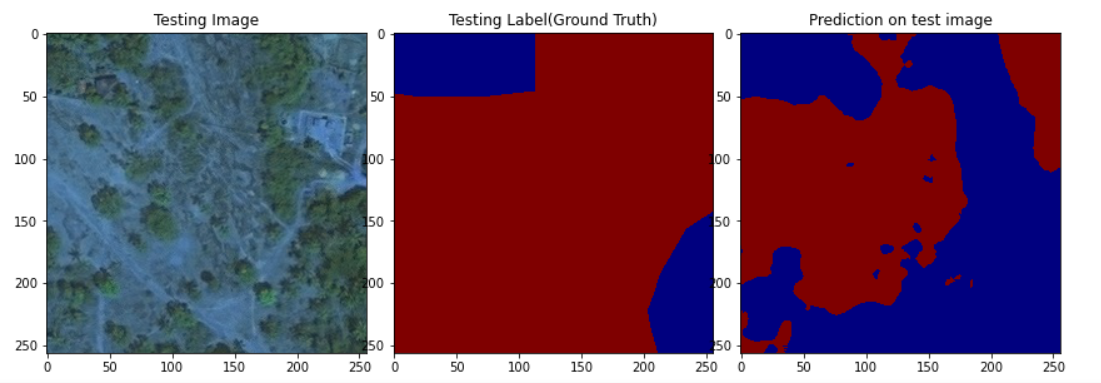 Testing Image Testing Label(Ground Truth) Prediction on test image
0 0 0
50 50 50
100 100 100
150 150 150
200 200 200
250 250 250
0 50 100 150 200 250 0 50 100 150 200 250 0 50 100 150 200 250